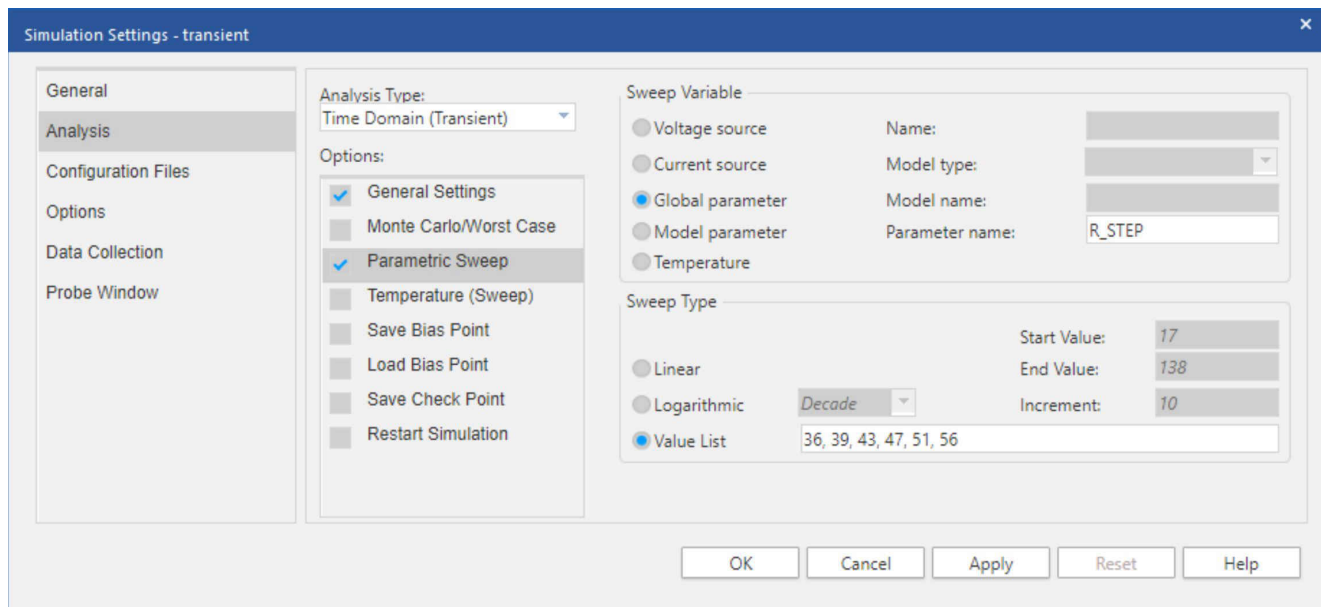 Simulation Settings - transient
×
General
Analysis
Configuration Files
Options
Data Collection
Probe Window
Analysis Type:
Time Domain (Transient)
Options:
General Settings
Monte Carlo/Worst Case
Parametric Sweep
Temperature (Sweep)
Save Bias Point
Load Bias Point
Save Check Point
Restart Simulation
Sweep Variable
Voltage source Name:
Current source Model type:
Global parameter Model name:
Model parameter Parameter name: R_STEP
Temperature
Sweep Type
Start Value: 17
Linear End Value: 138
Logarithmic Decade Increment: 10
Value List 36, 39, 43, 47, 51, 56
OK Cancel Apply Reset Help